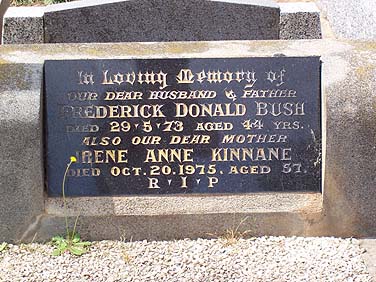 In Loving Memory of
OUR DEAR HUSBAND & FATHER
FREDERICK DONALD BUSH
DIED 29·5·73 AGED 44 YRS.
ALSO OUR DEAR MOTHER
IRENE ANNE KINNANE
DIED OCT. 20. 1975, AGED 57.
R·I·P